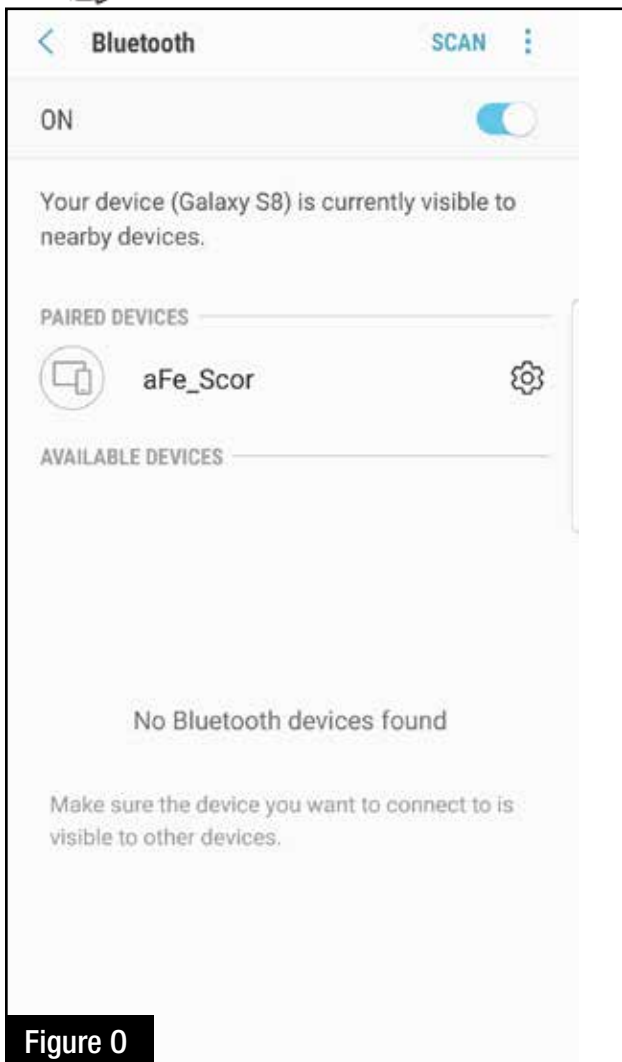 Bluetooth SCAN
ON
Your device (Galaxy S8) is currently visible to
nearby devices.
PAIRED DEVICES
aFe_Scor
AVAILABLE DEVICES
No Bluetooth devices found
Make sure the device you want to connect to is
visible to other devices.
Figure O